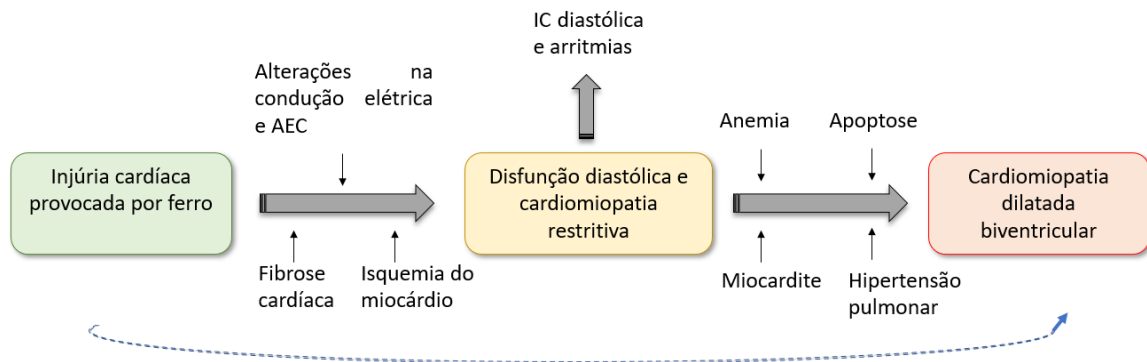 IC diastólica
e arritmias
Alterações na
condução elétrica
e AEC
Anemia
Apoptose
Injúria cardíaca
provocada por ferro
Disfunção diastólica e
cardiomiopatia
restritiva
Cardiomiopatia
dilatada
biventricular
Fibrose
cardíaca
Isquemia do
miocárdio
Miocardite
Hipertensão
pulmonar